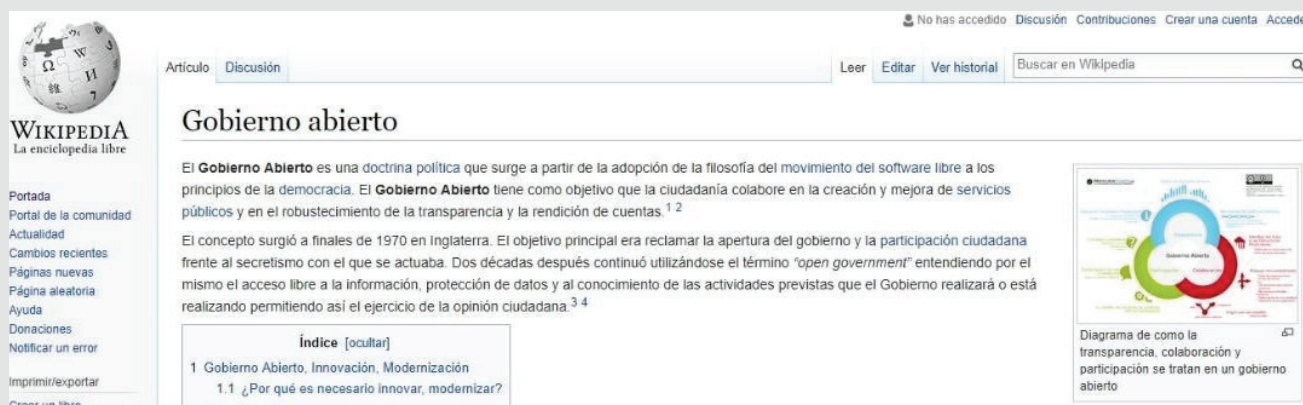 No has accedido Discusión Contribuciones Crear una cuenta Accede
Artículo Discusión
Leer Editar Ver historial Buscar en Wikipedia
WIKIPEDIA
La enciclopedia libre
Portada
Portal de la comunidad
Actualidad
Cambios recientes
Páginas nuevas
Página aleatoria
Ayuda
Donaciones
Notificar un error
Imprimir/exportar
Crear un libro
Gobierno abierto
El Gobierno Abierto es una doctrina política que surge a partir de la adopción de la filosofía del movimiento del software libre a los
principios de la democracia. El Gobierno Abierto tiene como objetivo que la ciudadanía colabore en la creación y mejora de servicios
públicos y en el robustecimiento de la transparencia y la rendición de cuentas.1 2
El concepto surgió a finales de 1970 en Inglaterra. El objetivo principal era reclamar la apertura del gobierno y la participación ciudadana
frente al secretismo con el que se actuaba. Dos décadas después continuó utilizándose el término "open government" entendiendo por el
mismo el acceso libre a la información, protección de datos y al conocimiento de las actividades previstas que el Gobierno realizará o está
realizando permitiendo así el ejercicio de la opinión ciudadana.3 4
Índice [ocultar]
1 Gobierno Abierto, Innovación, Modernización
1.1 ¿Por qué es necesario innovar, modernizar?
Gobierno Abierto
Diagrama de como la
transparencia, colaboración y
participación se tratan en un gobierno
abierto